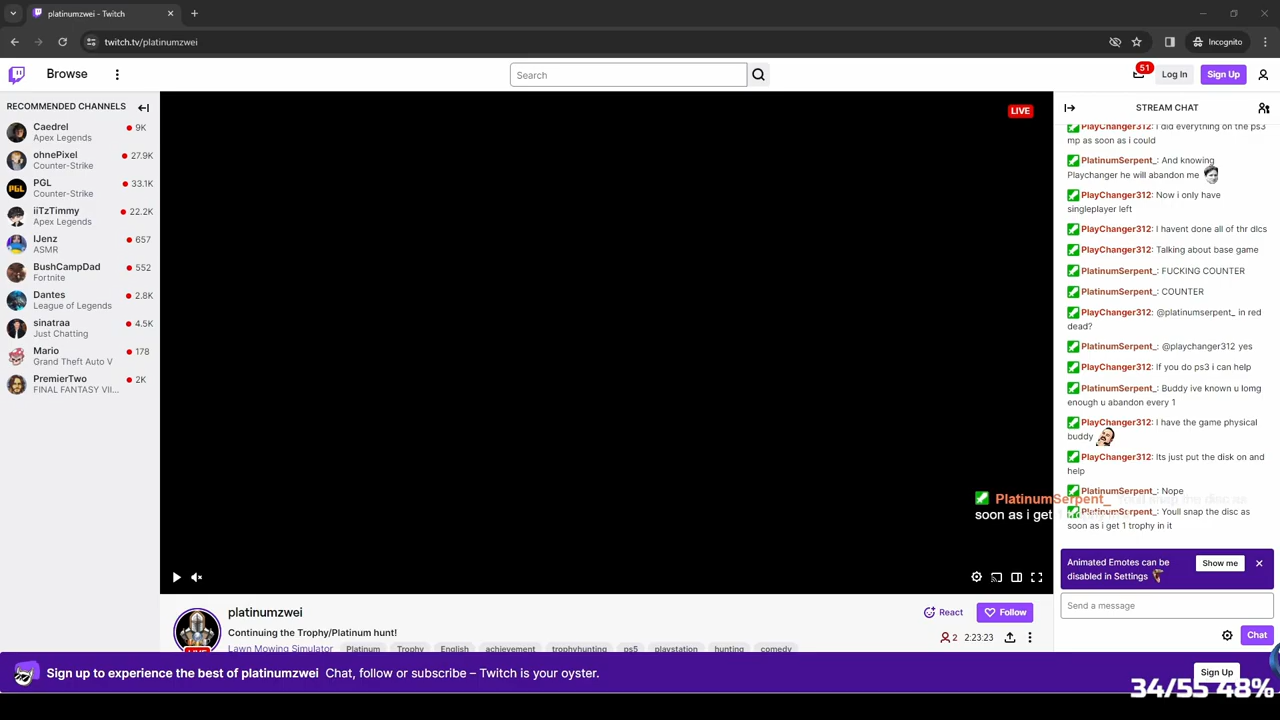 platinumzwei - Twitch
twitch.tv/platinumzwei
Incognito
Browse
Search
51
Log In
Sign Up
RECOMMENDED CHANNELS
Caedrel
9K
Apex Legends
ohnePixel
27.9K
Counter-Strike
PGL
33.1K
Counter-Strike
iiTzTimmy
22.2K
Apex Legends
IJenz
657
ASMR
BushCampDad
552
Fortnite
Dantes
2.8K
League of Legends
sinatraa
4.5K
Just Chatting
Mario
178
Grand Theft Auto V
PremierTwo
2K
FINAL FANTASY VII...
LIVE
PlatinumSerpent_ Youll snap the disc as
soon as i get
platinumzwei
React
Follow
Continuing the Trophy/Platinum hunt!
2
2:23:23
LIVE
Lawn Mowing Simulator
Platinum
Trophy
English
achievement
trophyhunting
ps5
playstation
hunting
comedy
STREAM CHAT
PlayChanger312: I did everything on the ps3
mp as soon as i could
PlatinumSerpent_: And knowing
Playchanger he will abandon me
PlayChanger312: Now i only have
singleplayer left
PlayChanger312: I havent done all of thr dlcs
PlayChanger312: Talking about base game
PlatinumSerpent_: FUCKING COUNTER
PlatinumSerpent_: COUNTER
PlayChanger312: @platinumserpent_ in red
dead?
PlatinumSerpent_: @playchanger312 yes
PlayChanger312: If you do ps3 i can help
PlatinumSerpent_: Buddy ive known u lomg
enough u abandon every 1
PlayChanger312: I have the game physical
buddy
PlayChanger312: Its just put the disk on and
help
PlatinumSerpent_: Nope
PlatinumSerpent_: Youll snap the disc as
soon as i get 1 trophy in it
Animated Emotes can be
disabled in Settings
Show me
Send a message
Chat
Sign up to experience the best of platinumzwei
Chat, follow or subscribe – Twitch is your oyster.
Sign Up
34/55 48%